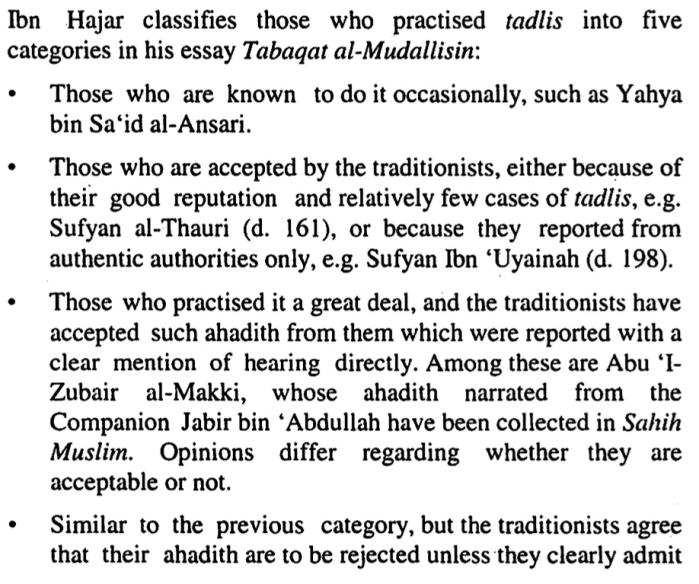 Ibn Hajar classifies those who practised tadlis into five
categories in his essay Tabaqat al-Mudallisin:
• Those who are known to do it occasionally, such as Yahya
bin Sa‘id al-Ansari.
• Those who are accepted by the traditionists, either because of
their good reputation and relatively few cases of tadlis, e.g.
Sufyan al-Thauri (d. 161), or because they reported from
authentic authorities only, e.g. Sufyan Ibn ‘Uyainah (d. 198).
• Those who practised it a great deal, and the traditionists have
accepted such ahadith from them which were reported with a
clear mention of hearing directly. Among these are Abu ‘I-
Zubair al-Makki, whose ahadith narrated from the
Companion Jabir bin ‘Abdullah have been collected in Sahih
Muslim. Opinions differ regarding whether they are
acceptable or not.
• Similar to the previous category, but the traditionists agree
that their ahadith are to be rejected unless they clearly admit